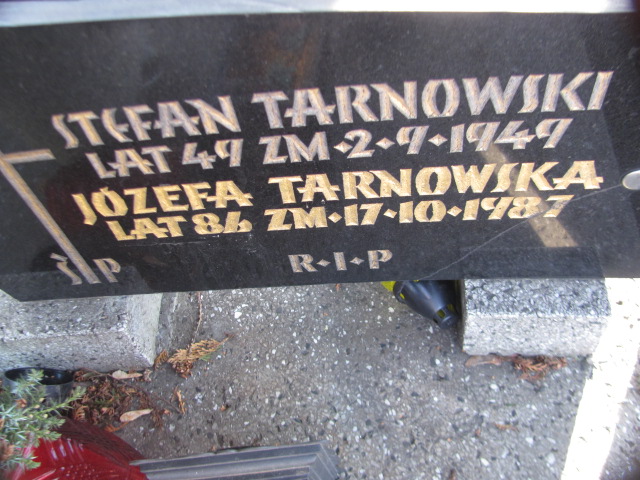 STEFAN TARNOWSKI
LAT 49 ZM·2·9·1949
JÓZEFA TARNOWSKA
LAT 86 ZM·17·10·1987
ŚP R·I·P